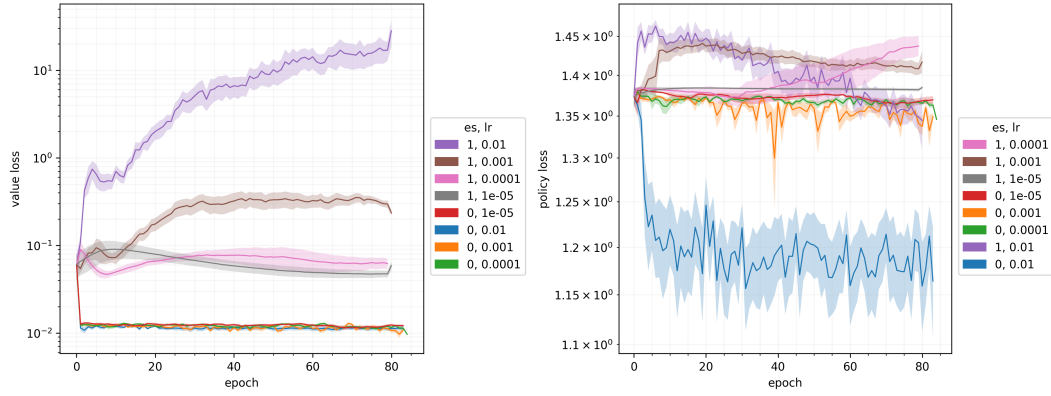 value loss
10¹
10⁰
10⁻¹
10⁻²
0
20
40
60
80
epoch
es, lr
1, 0.01
1, 0.001
1, 0.0001
1, 1e-05
0, 1e-05
0, 0.01
0, 0.001
0, 0.0001
policy loss
1.45 × 10⁰
1.4 × 10⁰
1.35 × 10⁰
1.3 × 10⁰
1.25 × 10⁰
1.2 × 10⁰
1.15 × 10⁰
1.1 × 10⁰
0
20
40
60
80
epoch
es, lr
1, 0.0001
1, 0.001
1, 1e-05
0, 1e-05
0, 0.001
0, 0.0001
1, 0.01
0, 0.01